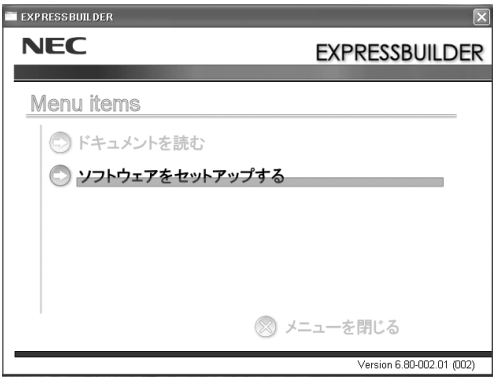 EXPRESSBUILDER
NEC
EXPRESSBUILDER
Menu items
ドキュメントを読む
ソフトウェアをセットアップする
メニューを閉じる
Version 6.80-002.01 (002)